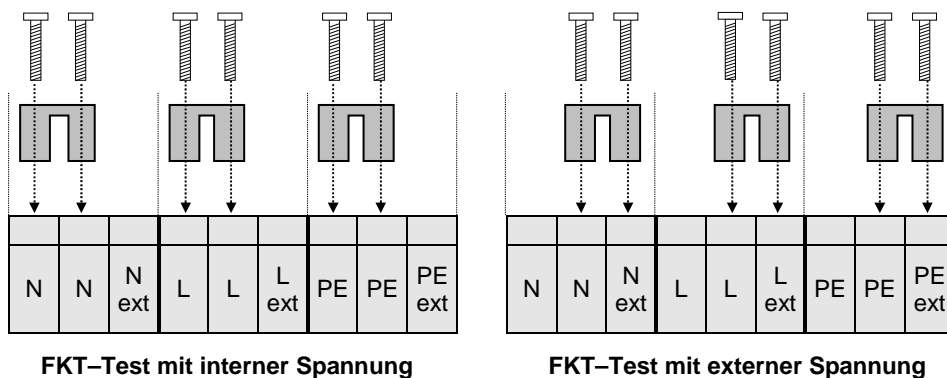 N N N ext L L L ext PE PE PE ext
N N N ext L L L ext PE PE PE ext
FKT–Test mit interner Spannung
FKT–Test mit externer Spannung